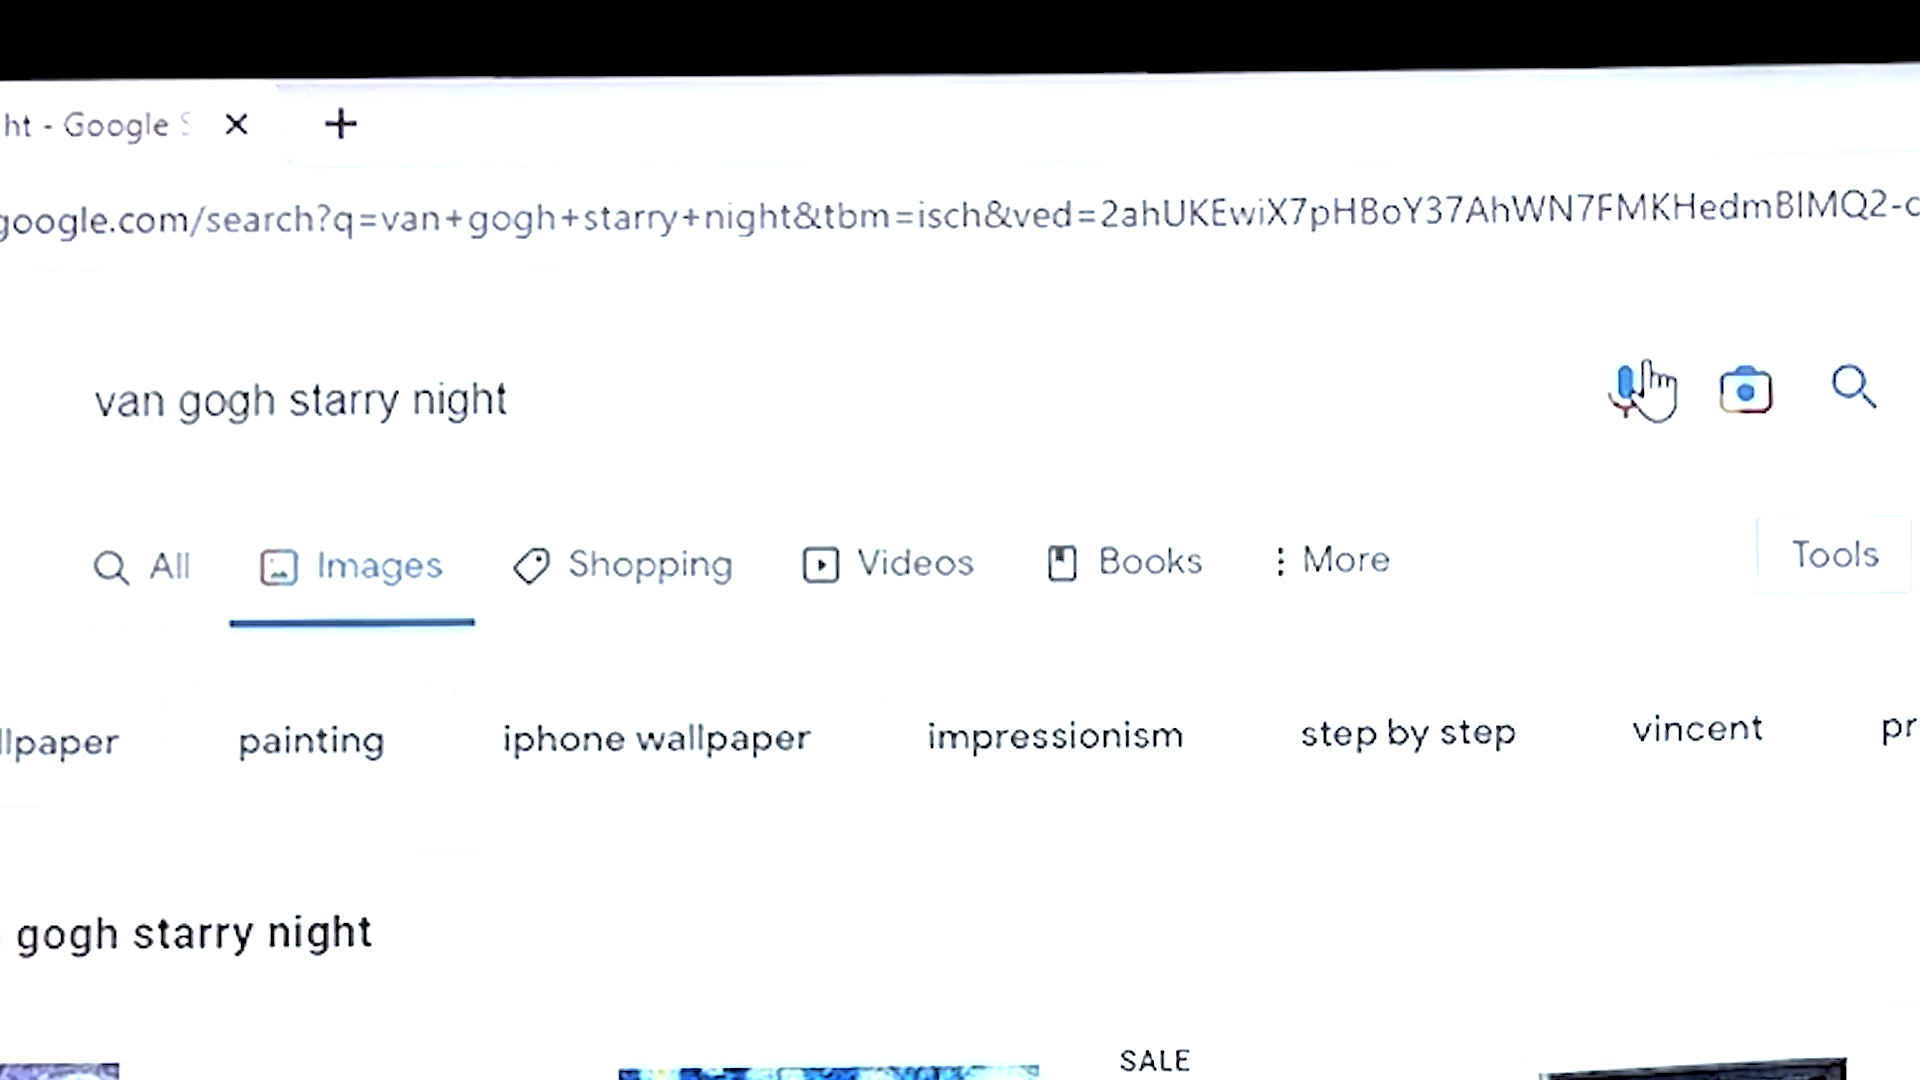 ht - Google S
google.com/search?q=van+gogh+starry+night&tbm=isch&ved=2ahUKEwiX7pHBoY37AhWN7FMKHedmBIMQ2-c
van gogh starry night
All Images Shopping Videos Books More Tools
llpaper painting iphone wallpaper impressionism step by step vincent pr
gogh starry night
SALE